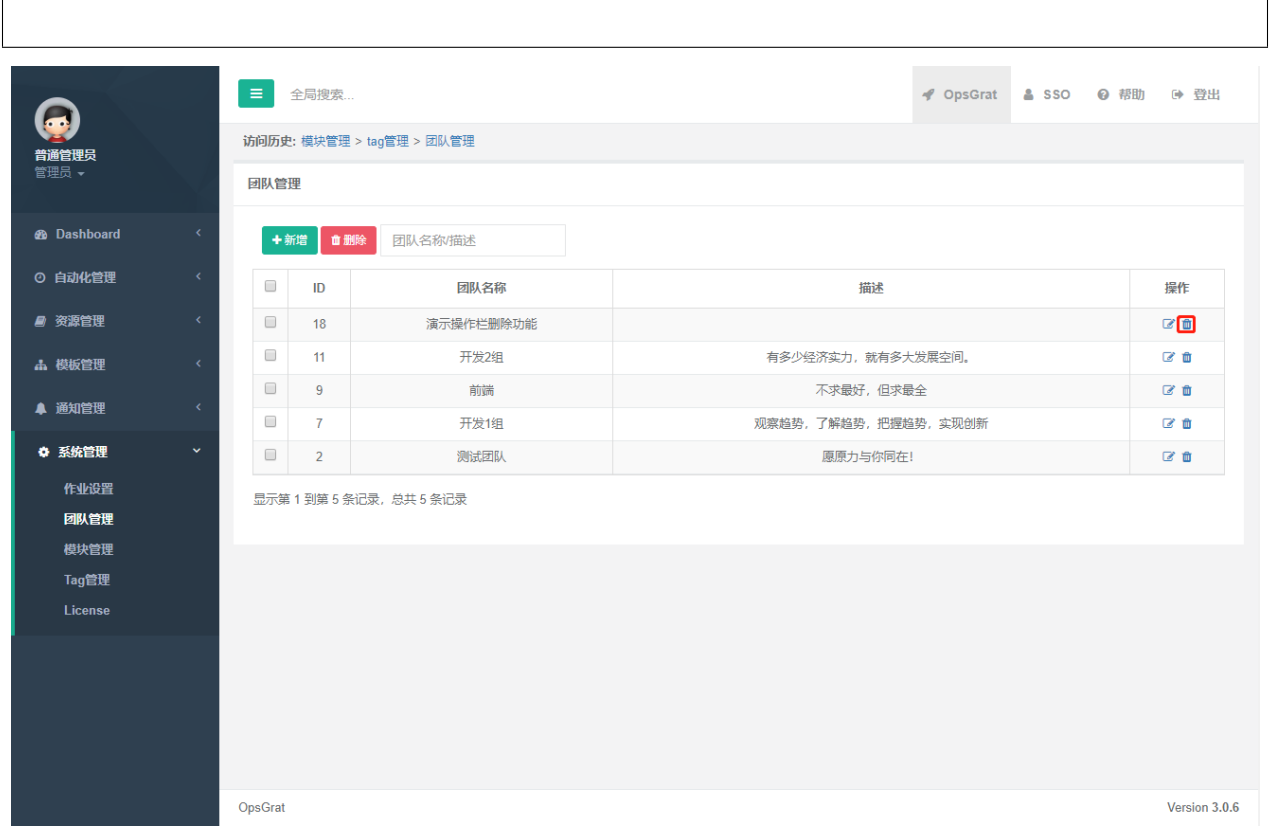 全局搜索...
OpsGrat
SSO
帮助
登出
普通管理员
管理员
访问历史: 模块管理 > tag管理 > 团队管理
团队管理
Dashboard
自动化管理
资源管理
模板管理
通知管理
系统管理
作业设置
团队管理
模块管理
Tag管理
License
新增
删除
团队名称/描述
ID 团队名称 描述 操作
18 演示操作栏删除功能
11 开发2组 有多少经济实力，就有多大发展空间。
9 前端 不求最好，但求最全
7 开发1组 观察趋势，了解趋势，把握趋势，实现创新
2 测试团队 愿原力与你同在！
显示第 1 到第 5 条记录，总共 5 条记录
OpsGrat
Version 3.0.6